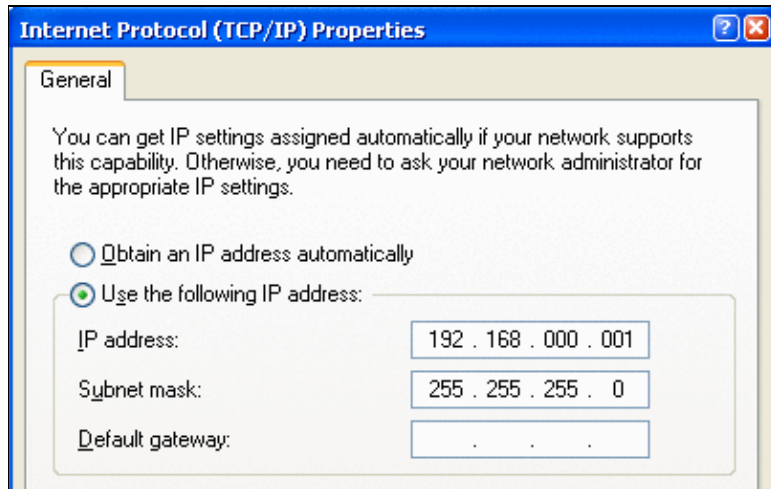 Internet Protocol (TCP/IP) Properties
General
You can get IP settings assigned automatically if your network supports
this capability. Otherwise, you need to ask your network administrator for
the appropriate IP settings.
Obtain an IP address automatically
Use the following IP address:
IP address: 192 . 168 . 000 . 001
Subnet mask: 255 . 255 . 255 . 0
Default gateway: . . .